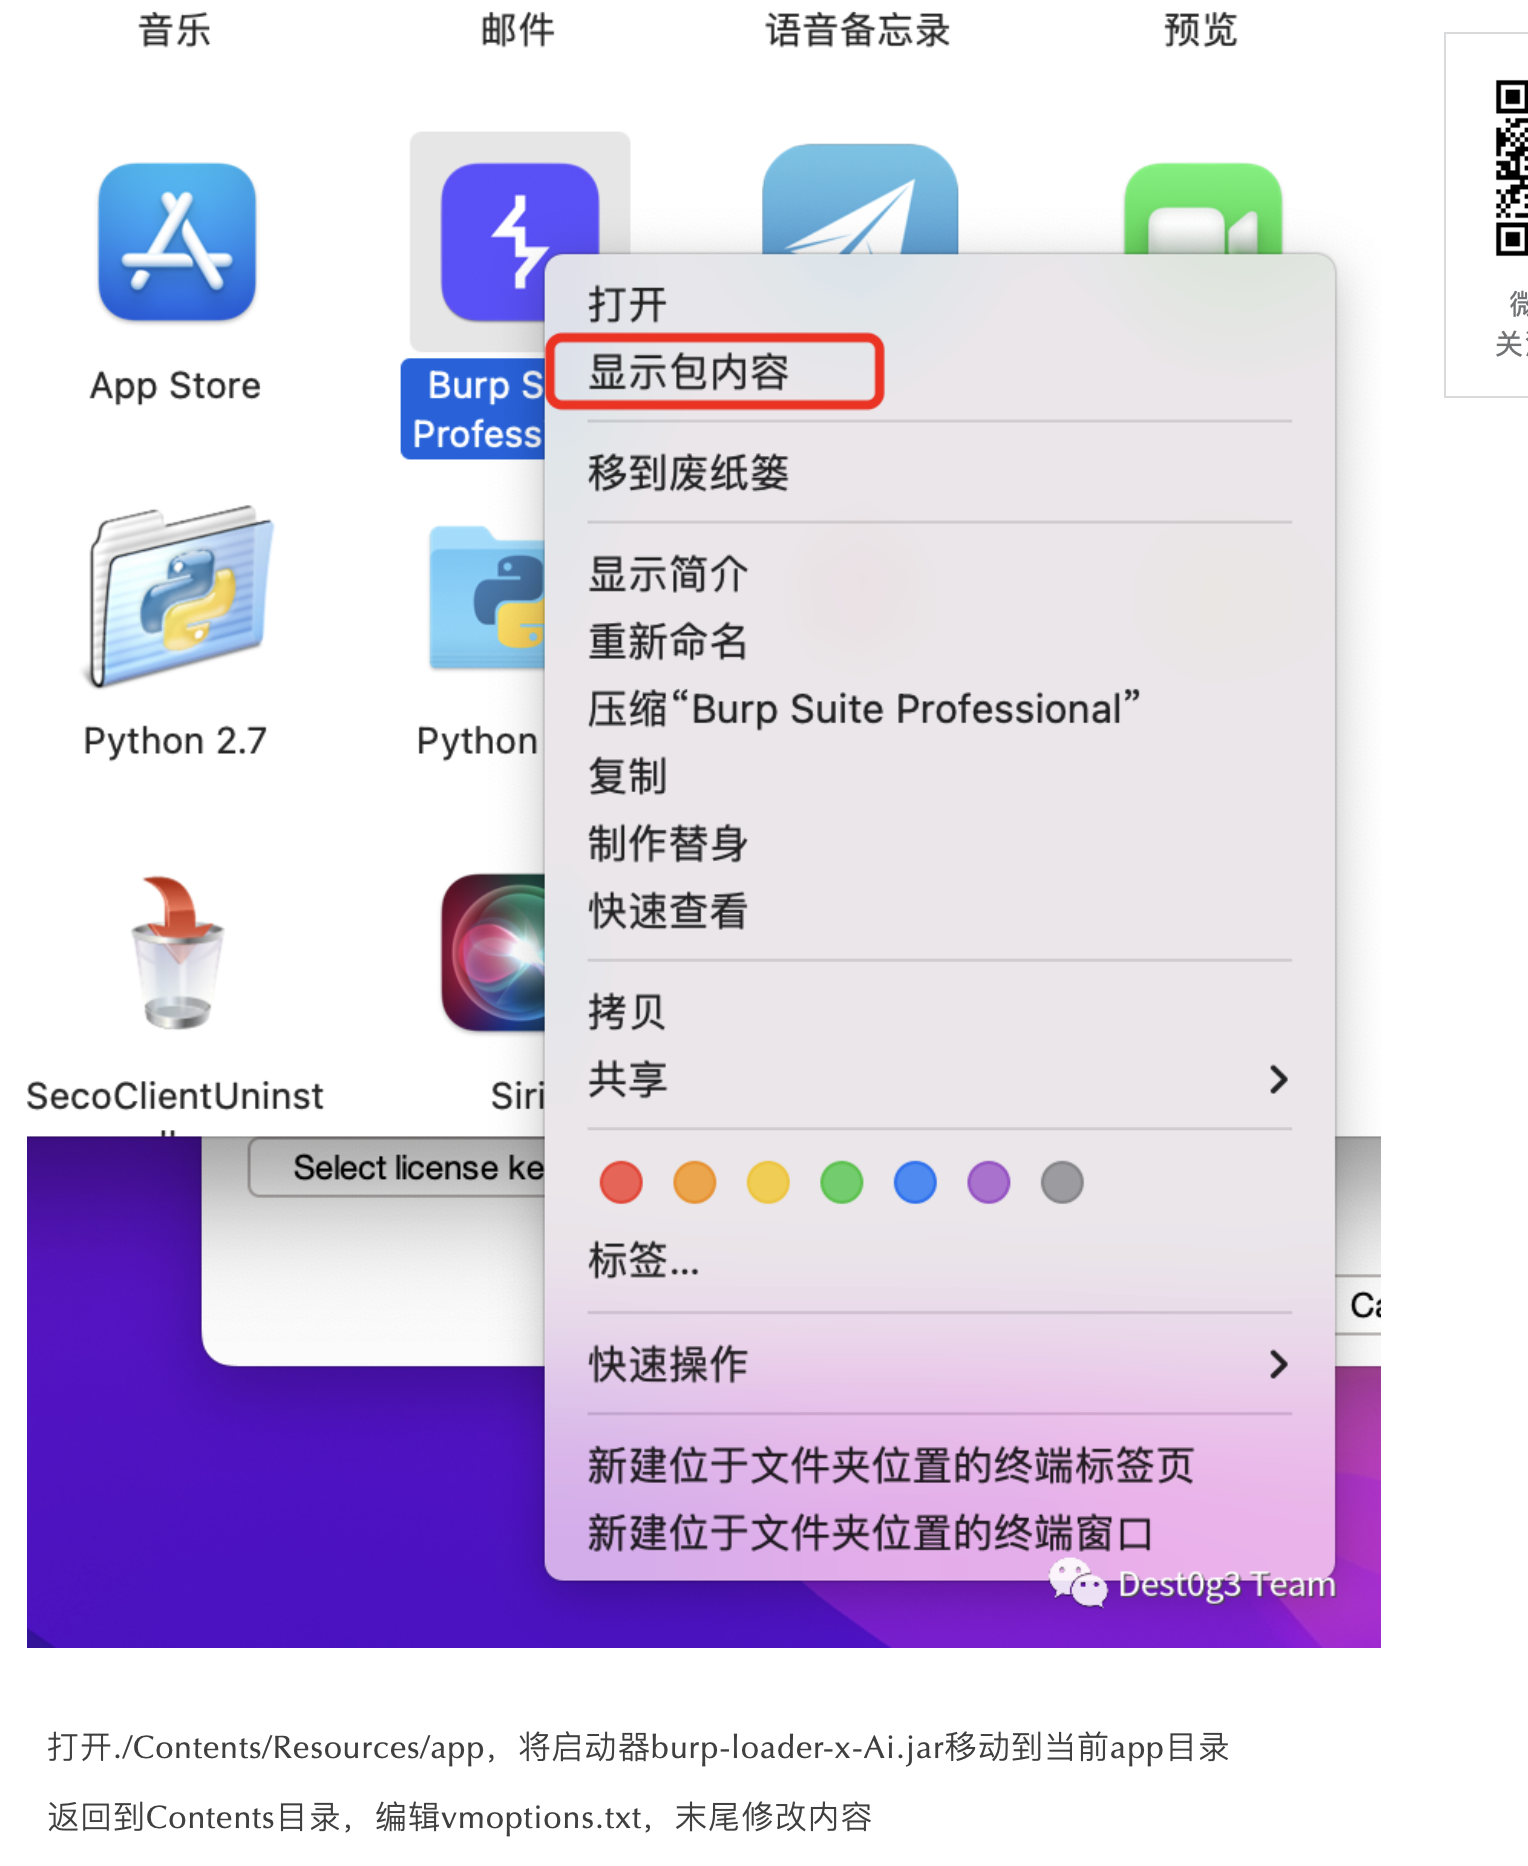 音乐
邮件
语音备忘录
预览
App Store
Burp S
Profess
打开
显示包内容
移到废纸篓
显示简介
重新命名
压缩“Burp Suite Professional”
复制
制作替身
快速查看
Python 2.7
Python
拷贝
共享
SecoClientUninst
Siri
Select license ke
标签...
Ca
快速操作
新建位于文件夹位置的终端标签页
新建位于文件夹位置的终端窗口
Dest0g3 Team
微
关
打开./Contents/Resources/app，将启动器burp-loader-x-Ai.jar移动到当前app目录
返回到Contents目录，编辑vmoptions.txt，末尾修改内容